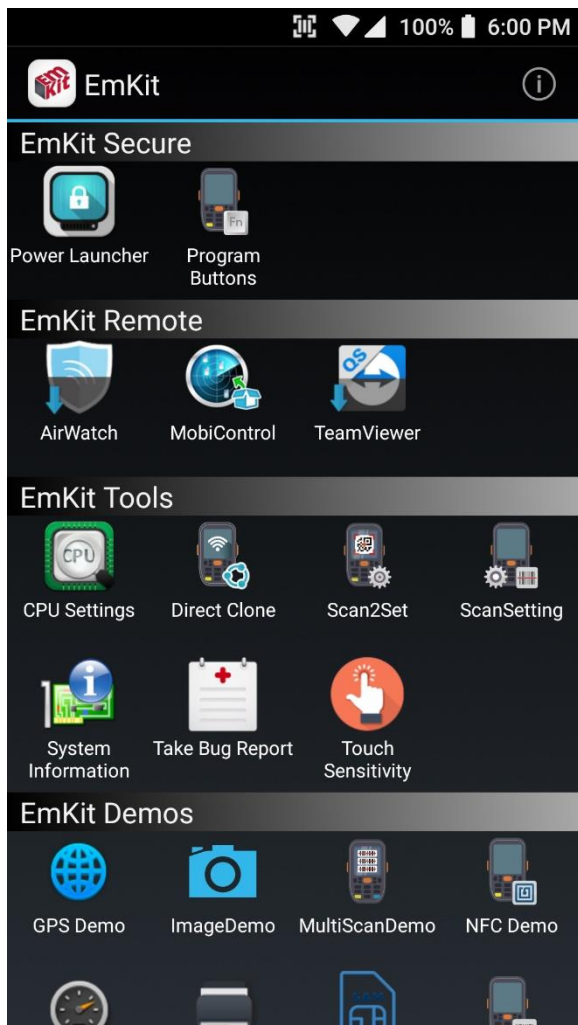 100% 6:00 PM
EmKit
EmKit Secure
Power Launcher
Program
Buttons
EmKit Remote
QS
AirWatch
MobiControl
TeamViewer
EmKit Tools
CPU
CPU Settings
Direct Clone
Scan2Set
ScanSetting
System
Information
Take Bug Report
Touch
Sensitivity
EmKit Demos
GPS Demo
ImageDemo
MultiScanDemo
NFC Demo